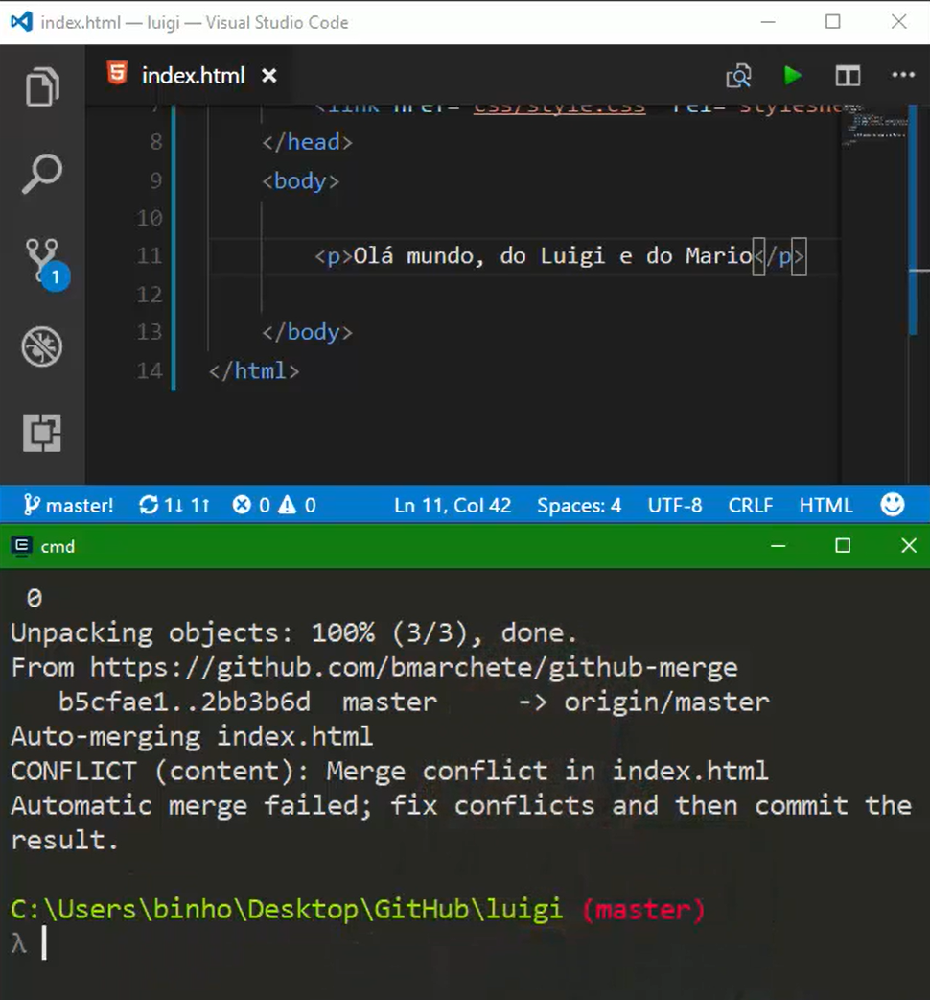 index.html — luigi — Visual Studio Code
index.html
7 <link href= css/style.css rel=
8 </head>
9 <body>
10
11 <p>Olá mundo, do Luigi e do Mario</p>
12
13 </body>
14 </html>
1
master! 1↓ 1↑ 0 0 Ln 11, Col 42 Spaces: 4 UTF-8 CRLF HTML
cmd
0
Unpacking objects: 100% (3/3), done.
From https://github.com/bmarchete/github-merge
b5cfae1..2bb3b6d master -> origin/master
Auto-merging index.html
CONFLICT (content): Merge conflict in index.html
Automatic merge failed; fix conflicts and then commit the
result.
C:\Users\binho\Desktop\GitHub\luigi (master)
λ